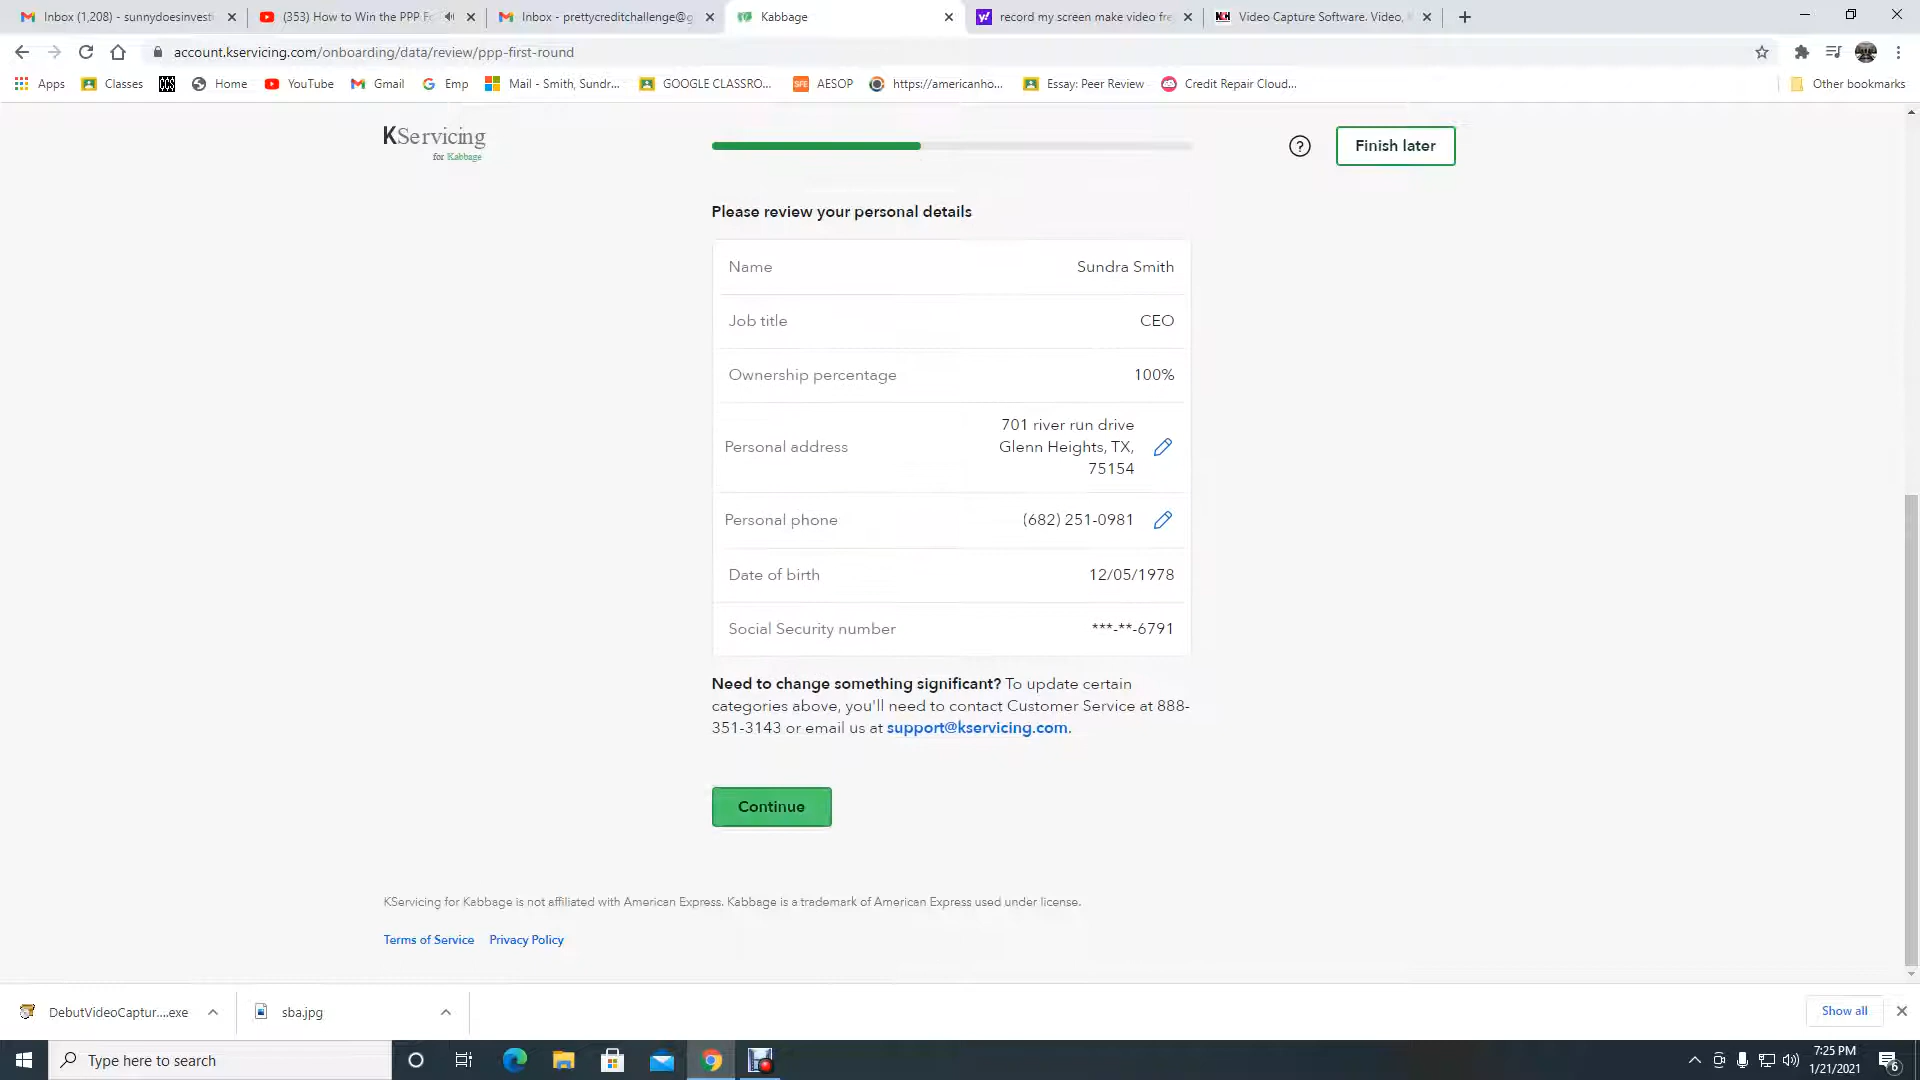 Inbox (1,208) - sunnydoesinvesti
(353) How to Win the PPP Fo
Inbox - prettycreditchallenge@g
Kabbage
record my screen make video fre
Video Capture Software. Video,
account.kservicing.com/onboarding/data/review/ppp-first-round
Apps Classes CCS Home YouTube Gmail Emp Mail - Smith, Sundr... GOOGLE CLASSRO... AESOP https://americanho... Essay: Peer Review Credit Repair Cloud... Other bookmarks
KServicing
for Kabbage
? Finish later
Please review your personal details
Name Sundra Smith
Job title CEO
Ownership percentage 100%
701 river run drive
Personal address Glenn Heights, TX,
75154
Personal phone (682) 251-0981
Date of birth 12/05/1978
Social Security number ***-**-6791
Need to change something significant? To update certain
categories above, you'll need to contact Customer Service at 888-
351-3143 or email us at support@kservicing.com.
Continue
KServicing for Kabbage is not affiliated with American Express. Kabbage is a trademark of American Express used under license.
Terms of Service Privacy Policy
DebutVideoCaptur....exe sba.jpg Show all
Type here to search
7:25 PM
1/21/2021
6